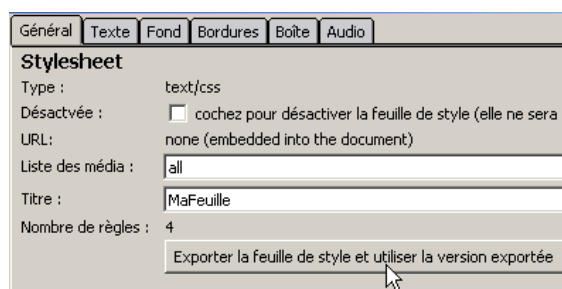 Général Texte Fond Bordures Boîte Audio
Stylesheet
Type : text/css
Désactvée : cochez pour désactiver la feuille de style (elle ne sera
URL: none (embedded into the document)
Liste des média : all
Titre : MaFeuille
Nombre de règles : 4
Exporter la feuille de style et utiliser la version exportée